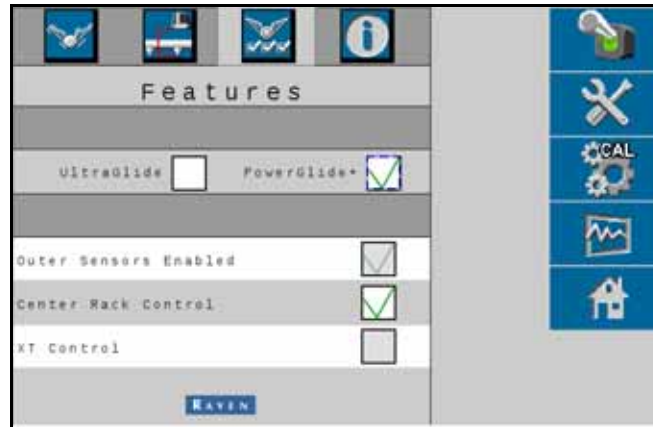 Features
UltraGlide PowerGlide+
Outer Sensors Enabled
Center Rack Control
XT Control
RAVEN
CAL